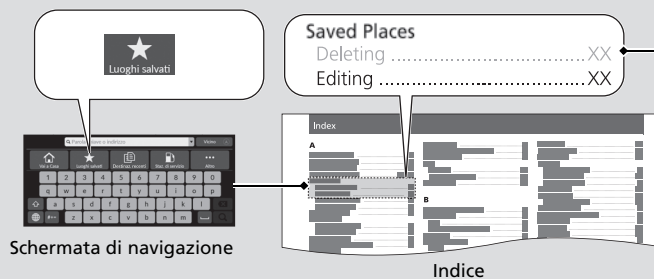 Luoghi salvati
Saved Places
Deleting ........................................ XX
Editing ........................................ XX
Vai a Casa
Luoghi salvati
Destinaz. recenti
Staz. di servizio
Altro
1 2 3 4 5 6 7 8 9 0
q w e r t y u i o p
a s d f g h j k l
z x c v b n m
Schermata di navigazione
Index
A
B
Indice